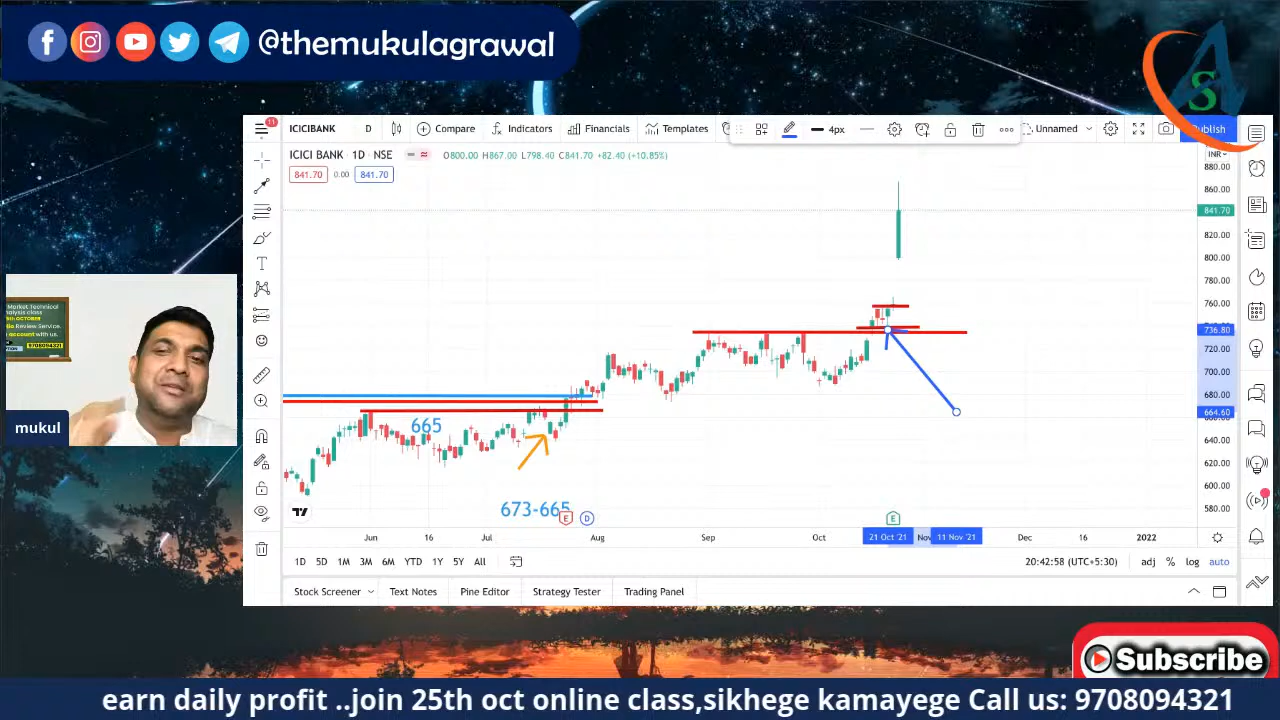 @themukulagrawal
A
S
11
ICICIBANK D Compare Indicators Financials Templates 4px Unnamed Publish
ICICI BANK 1D NSE O800.00 H867.00 L798.40 C841.70 +82.40 (+10.85%) INR
841.70 0.00 841.70
880.00
860.00
841.70
820.00
800.00
780.00
760.00
736.80
720.00
700.00
680.00
664.60
640.00
620.00
600.00
580.00
665
673-665
E D E
Market Technical
9708094321
mukul
Jun 16 Jul Aug Sep Oct 21 Oct '21 Nov 11 Nov '21 Dec 16 2022
1D 5D 1M 3M 6M YTD 1Y 5Y All 20:42:58 (UTC+5:30) adj % log auto
Stock Screener Text Notes Pine Editor Strategy Tester Trading Panel
Subscribe
earn daily profit ..join 25th oct online class,sikhege kamayege Call us: 9708094321